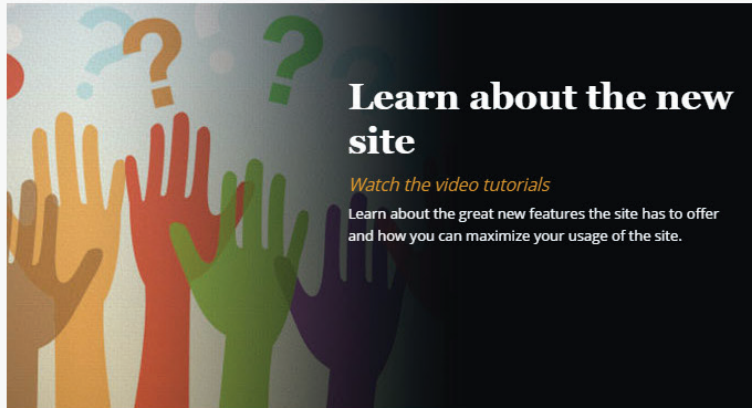 ? ? ?
Learn about the new
site
Watch the video tutorials
Learn about the great new features the site has to offer
and how you can maximize your usage of the site.